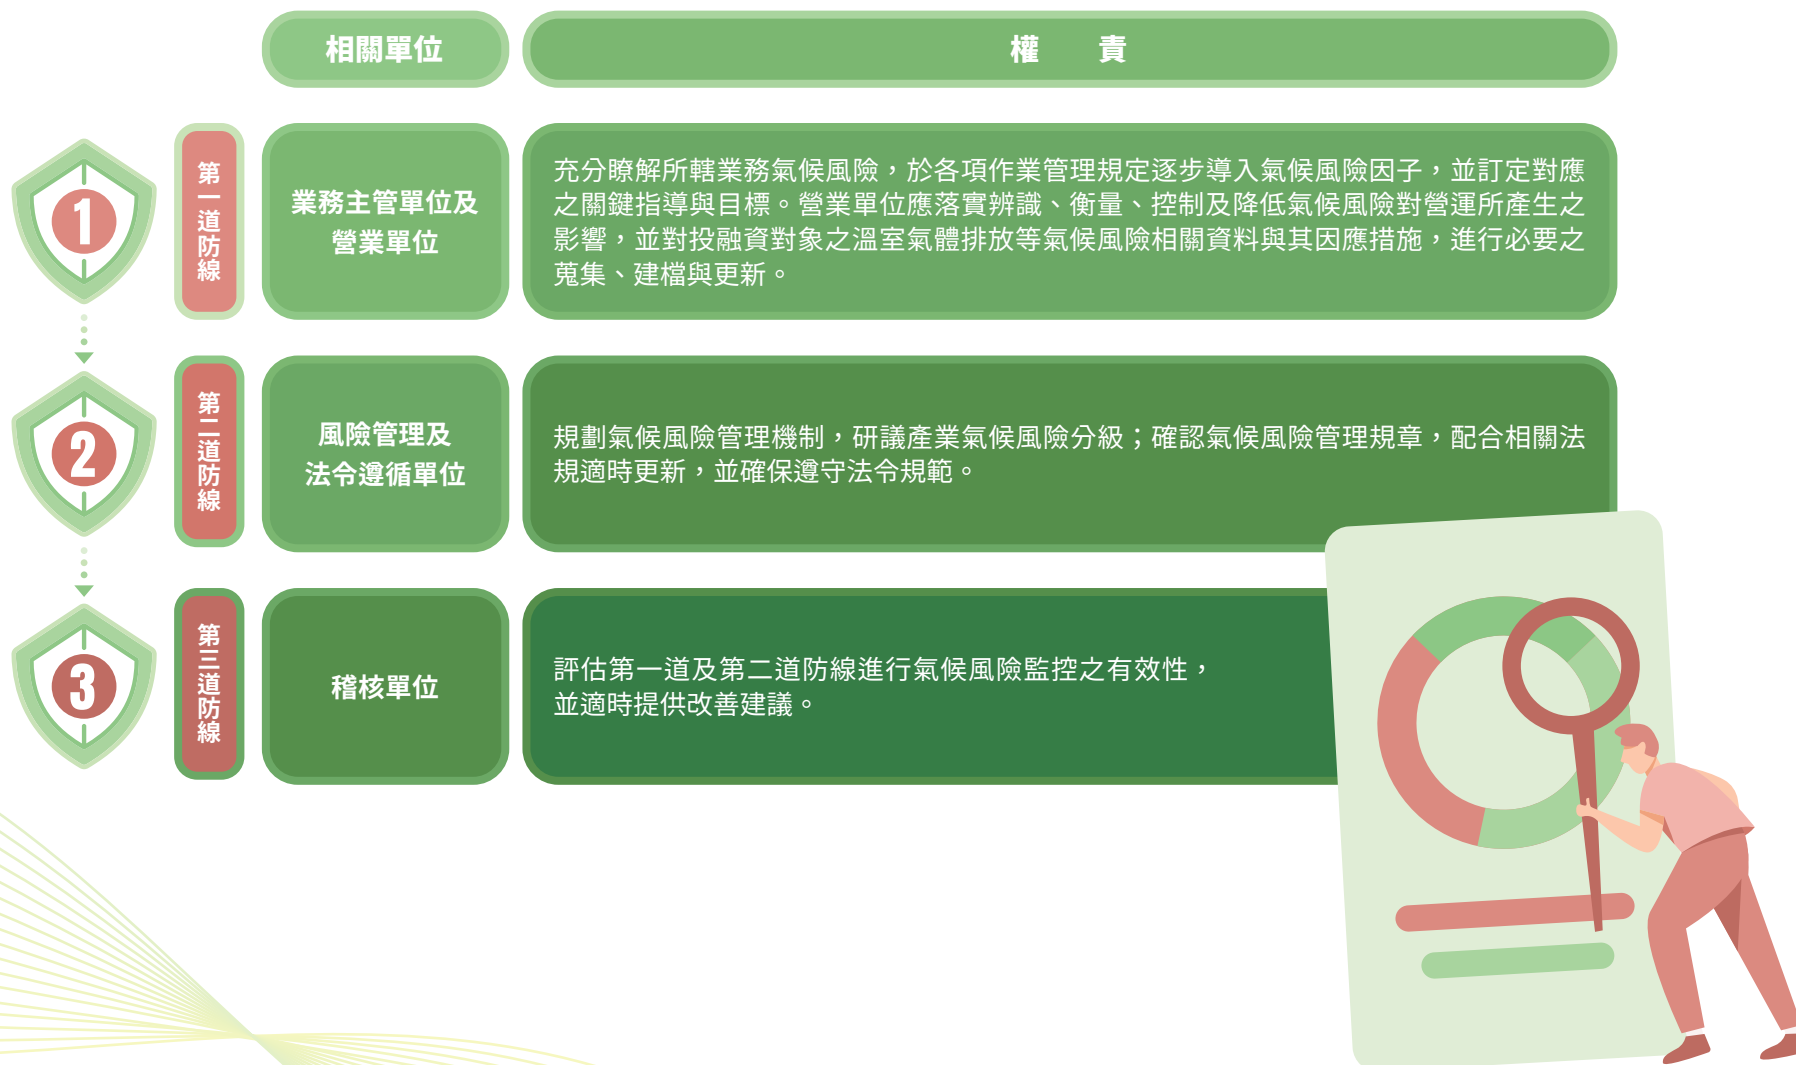 相關單位
權　　責
1
第一道防線
業務主管單位及
營業單位
充分瞭解所轄業務氣候風險，於各項作業管理規定逐步導入氣候風險因子，並訂定對應
之關鍵指導與目標。營業單位應落實辨識、衡量、控制及降低氣候風險對營運所產生之
影響，並對投融資對象之溫室氣體排放等氣候風險相關資料與其因應措施，進行必要之
蒐集、建檔與更新。
2
第二道防線
風險管理及
法令遵循單位
規劃氣候風險管理機制，研議產業氣候風險分級；確認氣候風險管理規章，配合相關法
規適時更新，並確保遵守法令規範。
3
第三道防線
稽核單位
評估第一道及第二道防線進行氣候風險監控之有效性，
並適時提供改善建議。